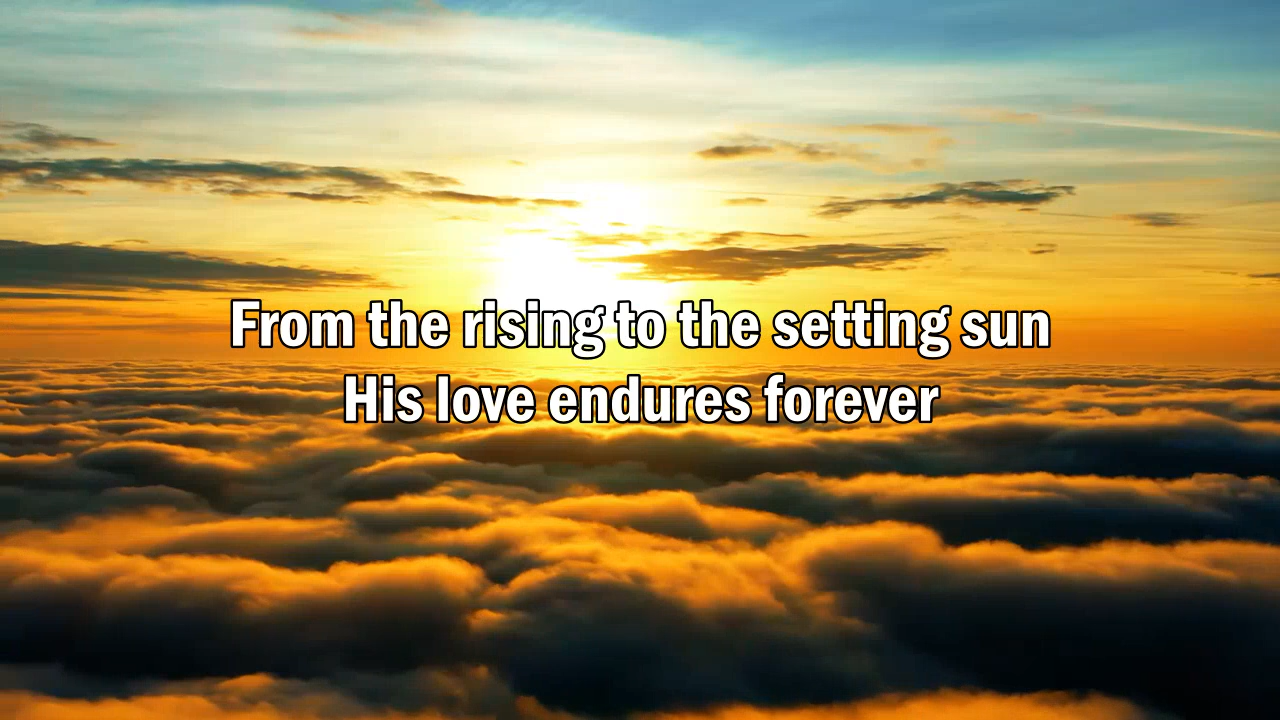 From the rising to the setting sun
His love endures forever